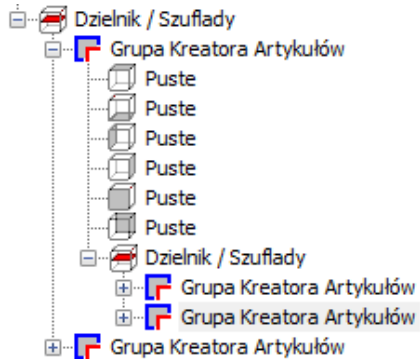 Dzielnik / Szuflady
Grupa Kreatora Artykułów
Puste
Puste
Puste
Puste
Puste
Puste
Dzielnik / Szuflady
Grupa Kreatora Artykułów
Grupa Kreatora Artykułów
Grupa Kreatora Artykułów